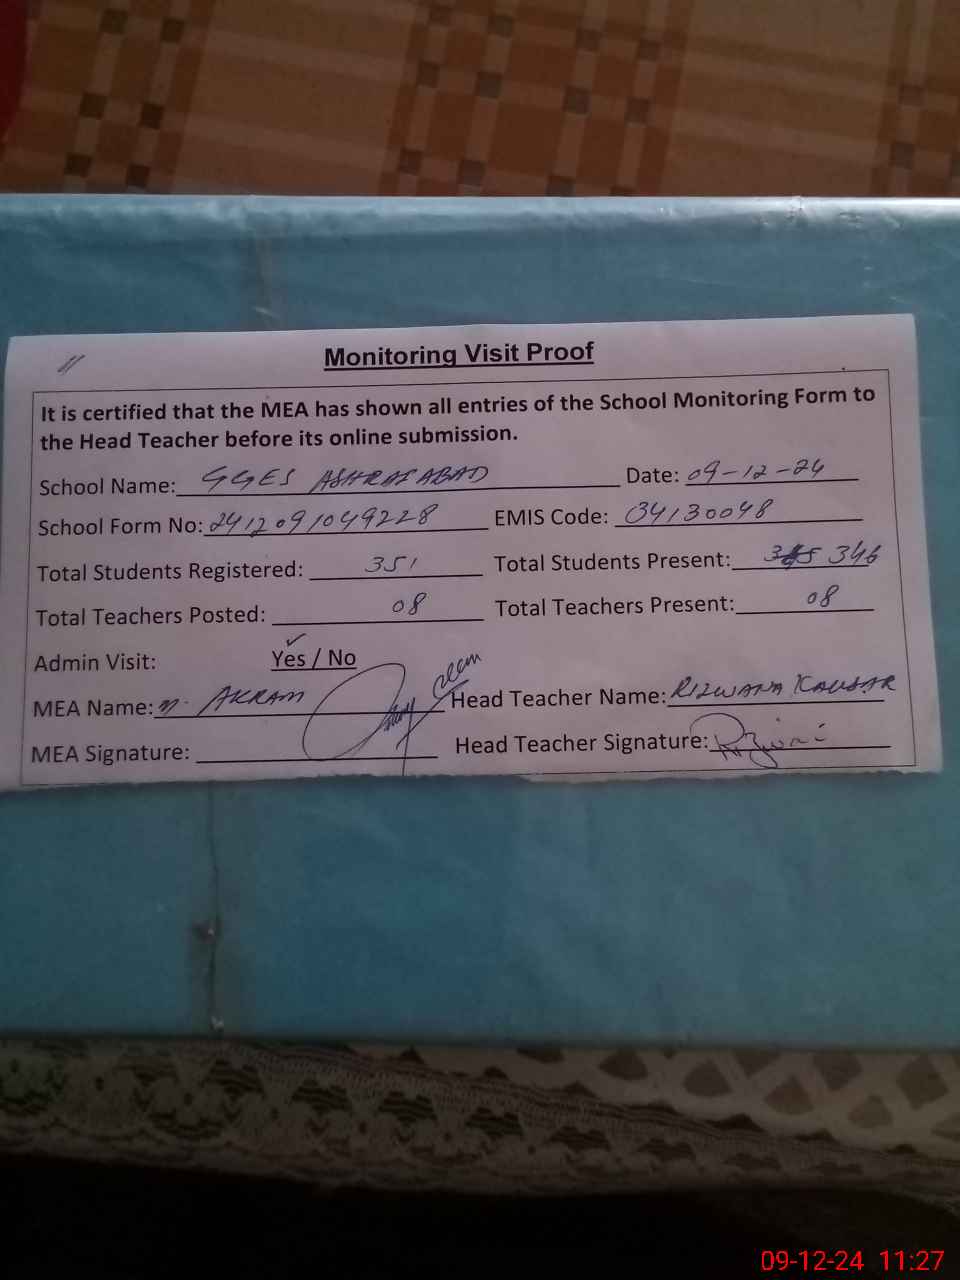 Monitoring Visit Proof
It is certified that the MEA has shown all entries of the School Monitoring Form to
the Head Teacher before its online submission.
School Name: GGES ASHRAFABAD Date: 09-12-24
School Form No: 2412091049228 EMIS Code: 34130048
Total Students Registered: 351 Total Students Present: 346
Total Teachers Posted: 08 Total Teachers Present: 08
Admin Visit: Yes / No
MEA Name: M. AKRAM Head Teacher Name: RIZWANA KAUSAR
MEA Signature: Head Teacher Signature:
09-12-24 11:27